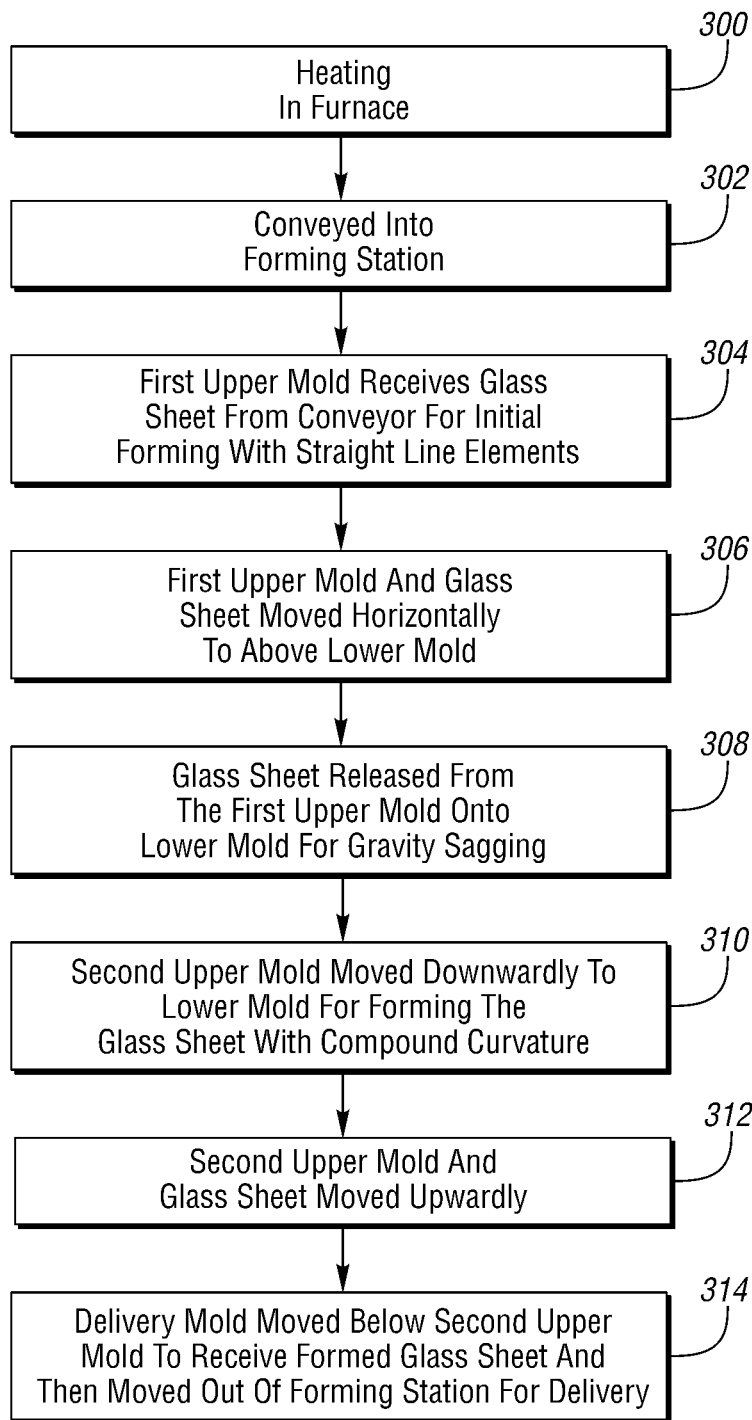 300
Heating
In Furnace
302
Conveyed Into
Forming Station
304
First Upper Mold Receives Glass
Sheet From Conveyor For Initial
Forming With Straight Line Elements
306
First Upper Mold And Glass
Sheet Moved Horizontally
To Above Lower Mold
308
Glass Sheet Released From
The First Upper Mold Onto
Lower Mold For Gravity Sagging
310
Second Upper Mold Moved Downwardly To
Lower Mold For Forming The
Glass Sheet With Compound Curvature
312
Second Upper Mold And
Glass Sheet Moved Upwardly
314
Delivery Mold Moved Below Second Upper
Mold To Receive Formed Glass Sheet And
Then Moved Out Of Forming Station For Delivery